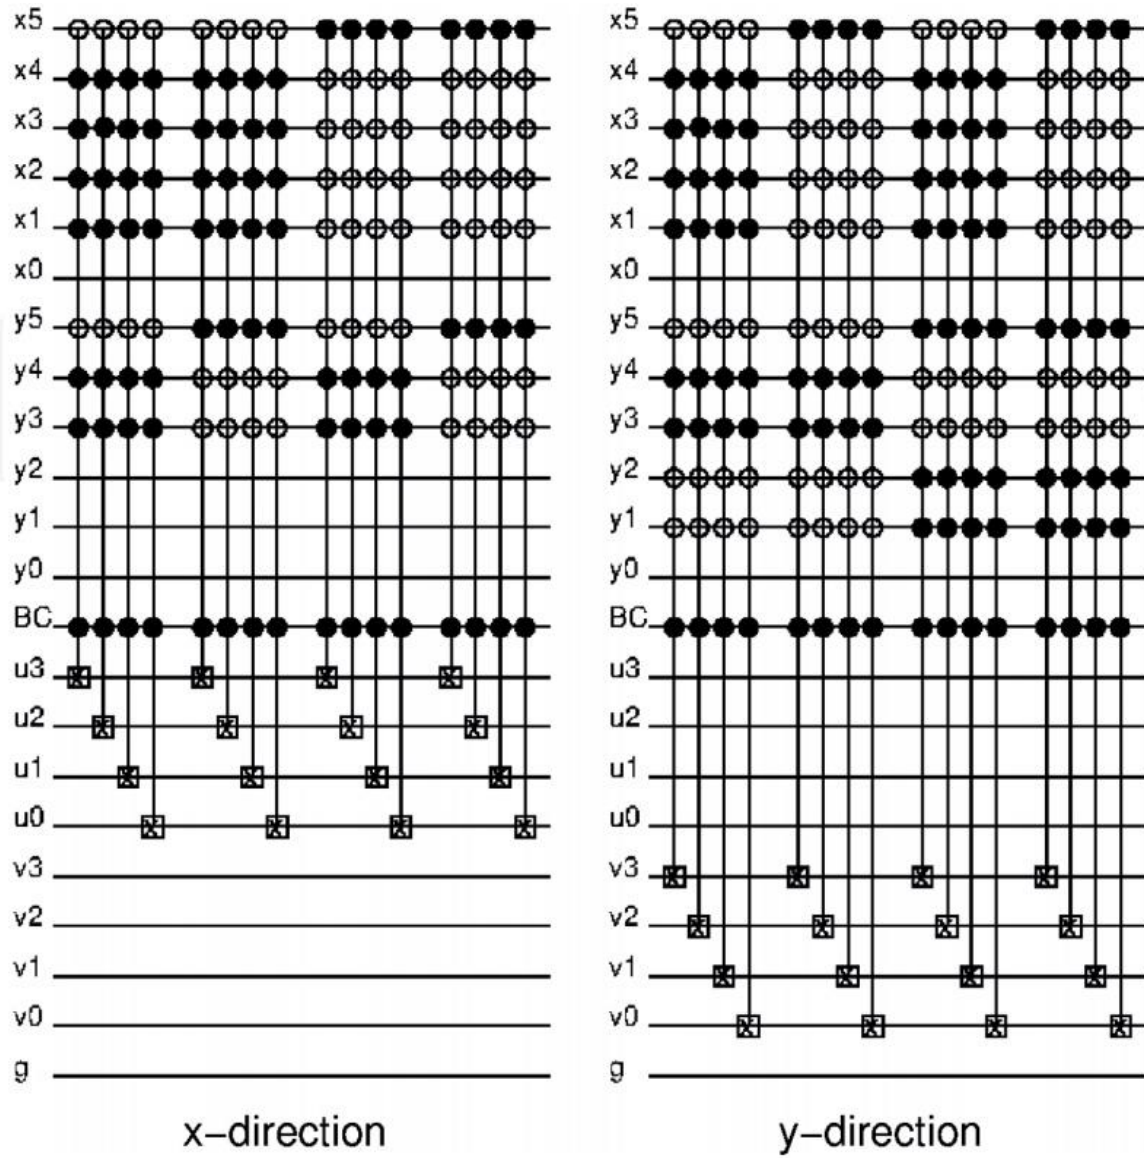 x5 x5
x4 x4
x3 x3
x2 x2
x1 x1
x0 x0
y5 y5
y4 y4
y3 y3
y2 y2
y1 y1
y0 y0
BC BC
u3 u3
u2 u2
u1 u1
u0 u0
v3 v3
v2 v2
v1 v1
v0 v0
g g
x-direction y-direction